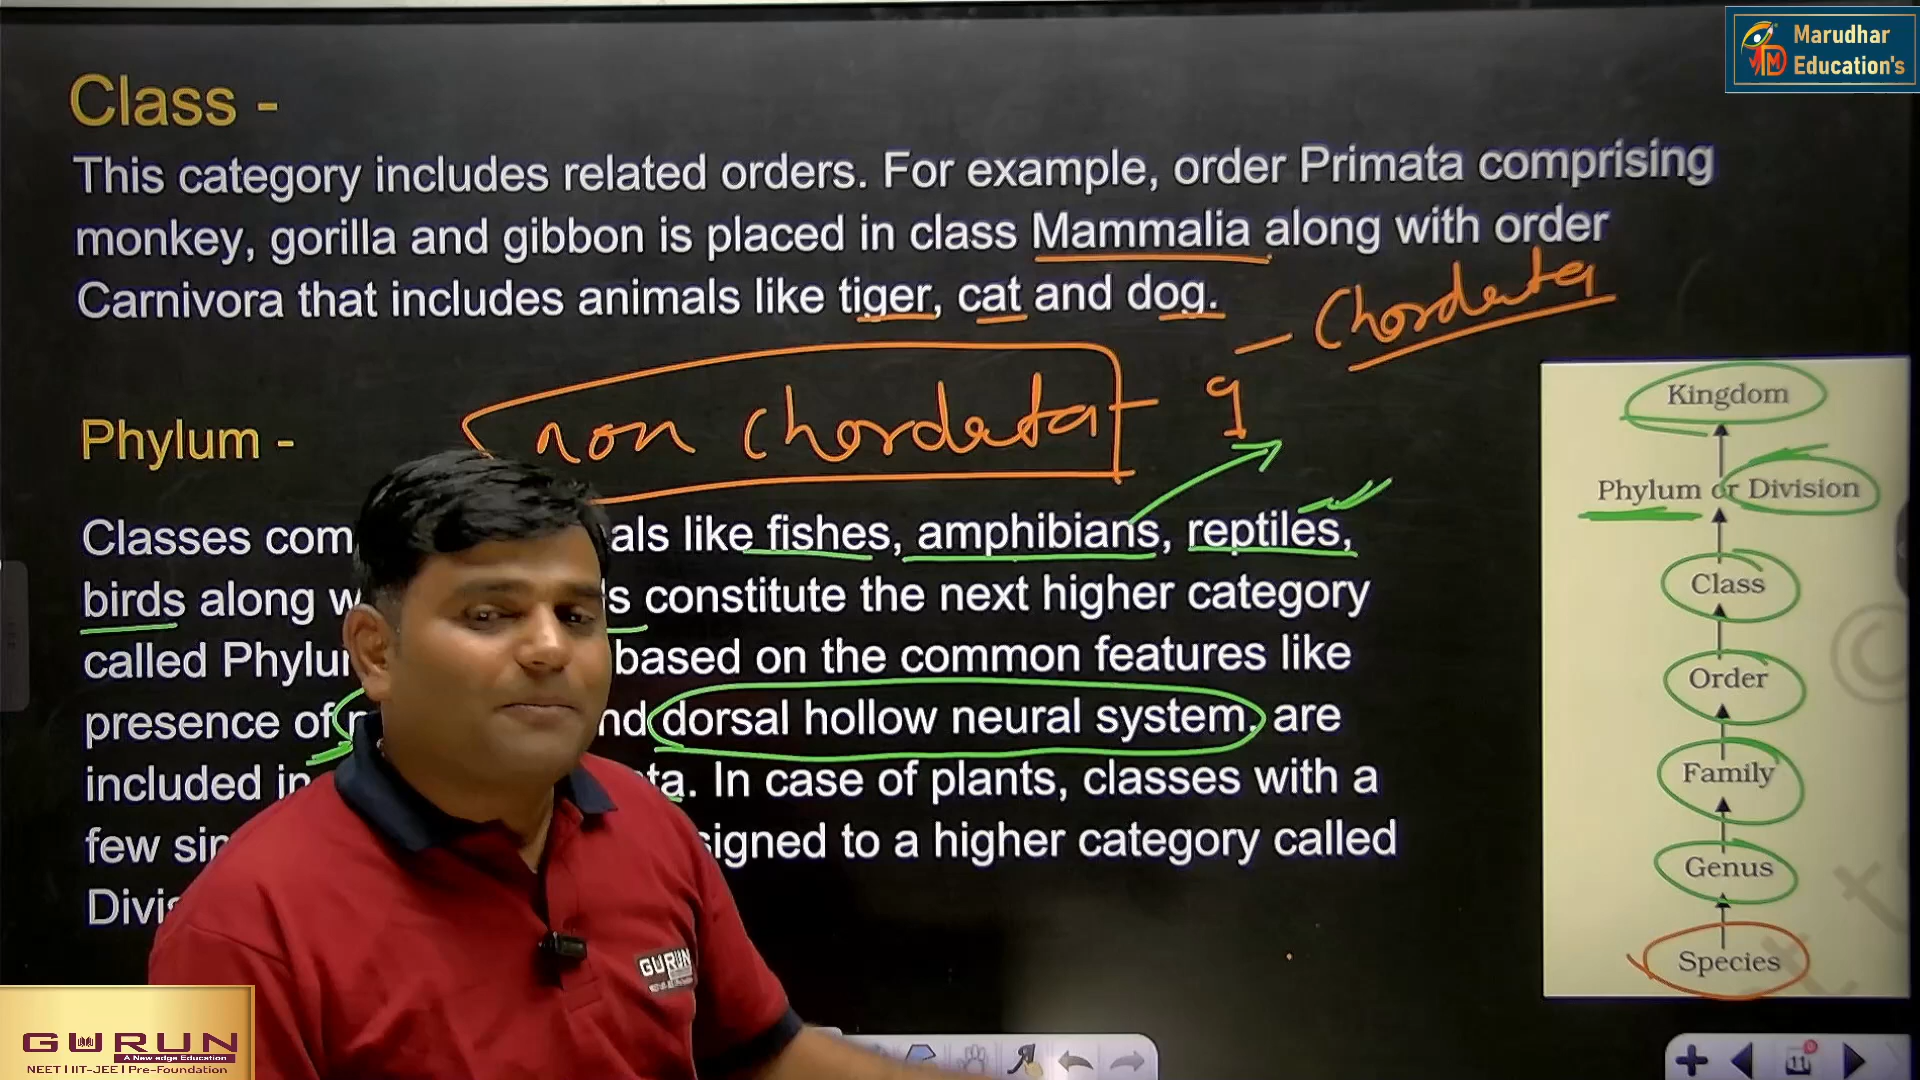 Marudhar
Education's
Class -
This category includes related orders. For example, order Primata comprising
monkey, gorilla and gibbon is placed in class Mammalia along with order
Carnivora that includes animals like tiger, cat and dog.
Chordata
non Chordata - 9
Phylum -
Classes com als like fishes, amphibians, reptiles,
birds along w s constitute the next higher category
called Phylu based on the common features like
presence of nd dorsal hollow neural system, are
included in ta. In case of plants, classes with a
few si signed to a higher category called
Divis
Kingdom
Phylum or Division
Class
Order
Family
Genus
Species
GURUN
GURUN
A New edge Education
NEET | IIT-JEE | Pre-Foundation
11